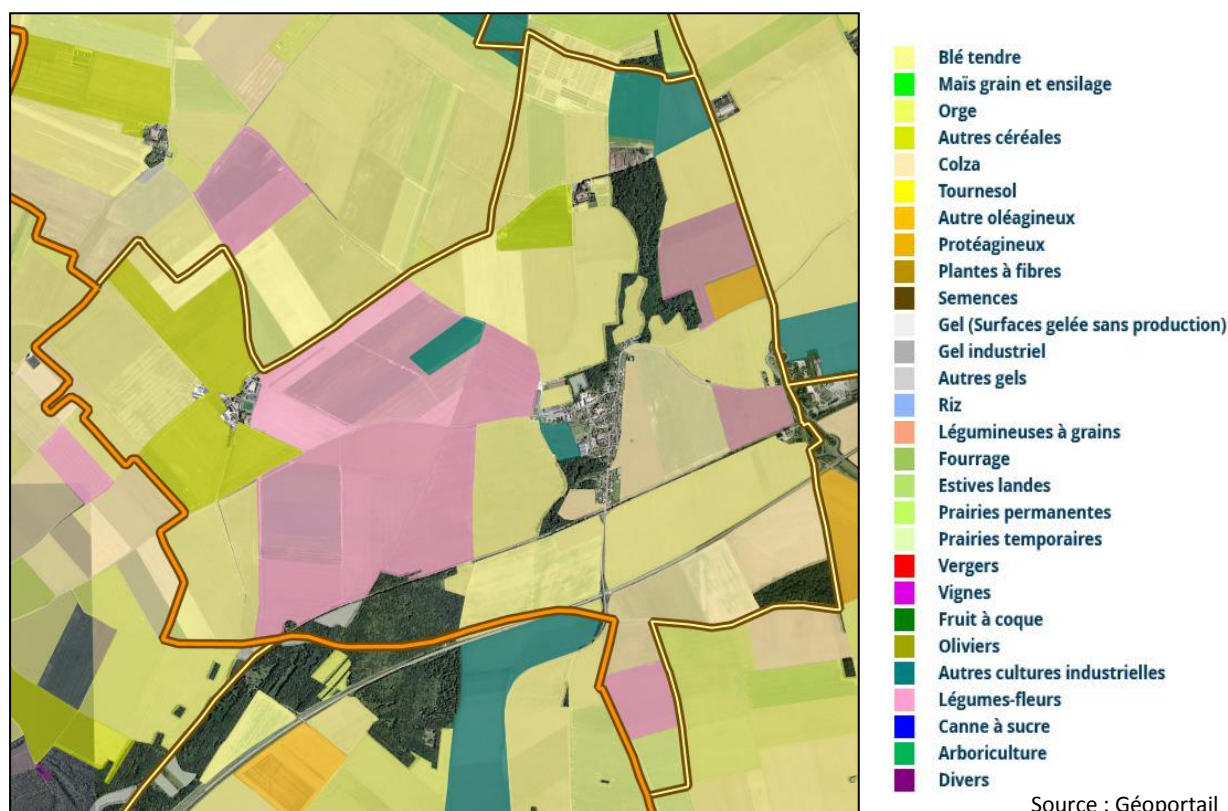 Blé tendre
Maïs grain et ensilage
Orge
Autres céréales
Colza
Tournesol
Autre oléagineux
Protéagineux
Plantes à fibres
Semences
Gel (Surfaces gelée sans production)
Gel industriel
Autres gels
Riz
Légumineuses à grains
Fourrage
Estives landes
Prairies permanentes
Prairies temporaires
Vergers
Vignes
Fruit à coque
Oliviers
Autres cultures industrielles
Légumes-fleurs
Canne à sucre
Arboriculture
Divers
Source : Géoportail